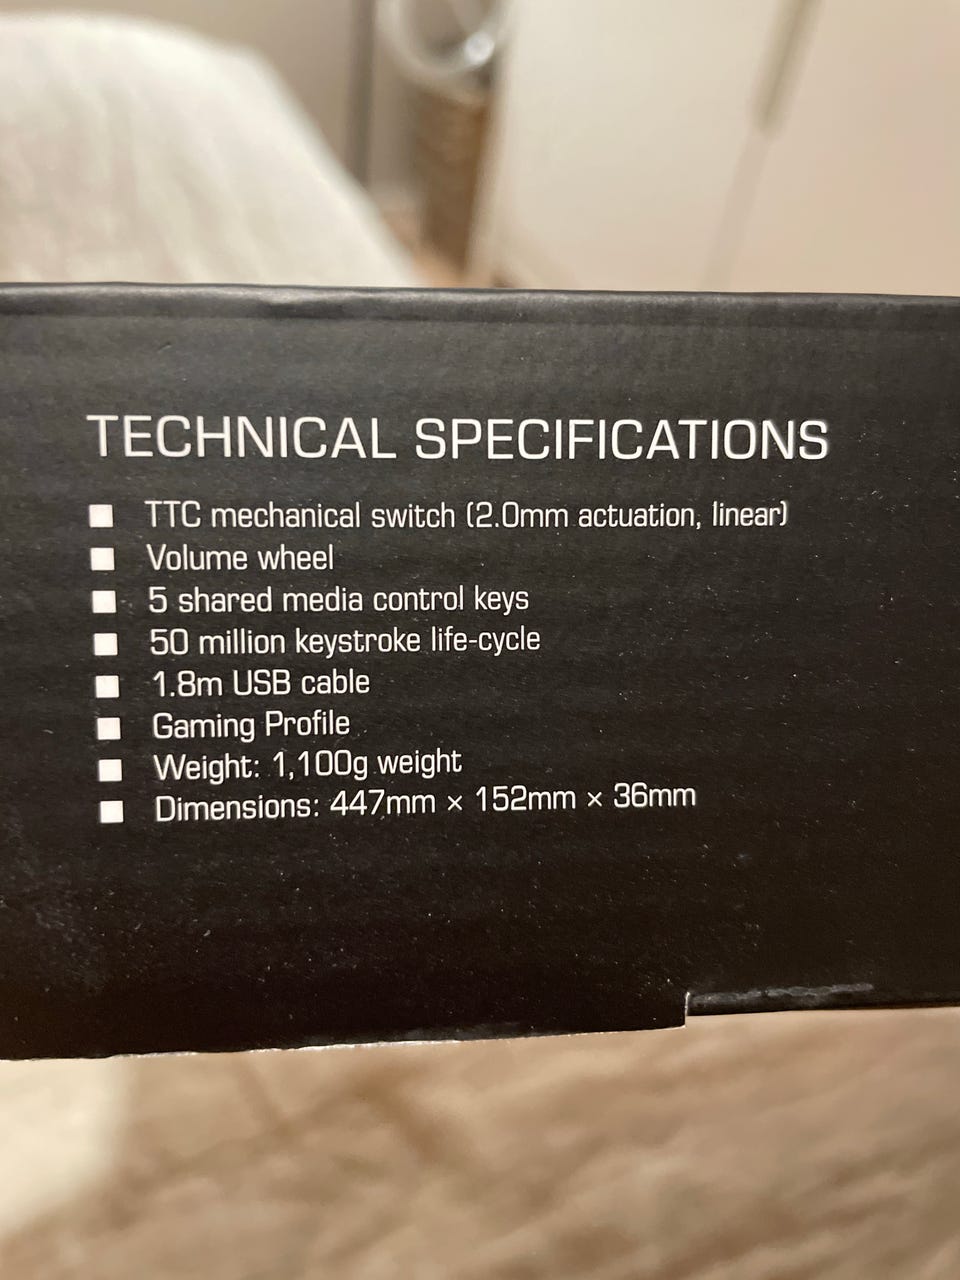 TECHNICAL SPECIFICATIONS
TTC mechanical switch (2.0mm actuation, linear)
Volume wheel
5 shared media control keys
50 million keystroke life-cycle
1.8m USB cable
Gaming Profile
Weight: 1,100g weight
Dimensions: 447mm × 152mm × 36mm